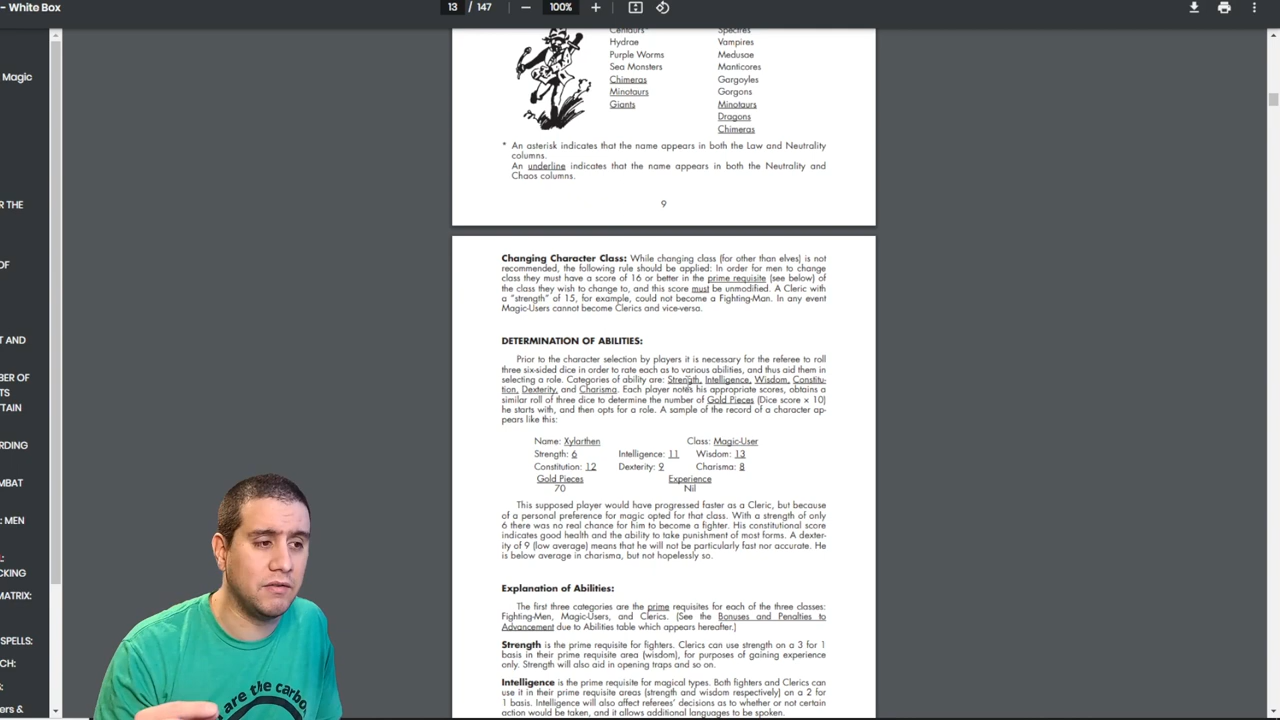 - White Box
13 / 147
100%
Magic
R THE
OF
T AND
TAIN
RDING
BAT
: MEN
:
CKING
MATIX:
S:
CH:
s &
Centaurs*
Hydrae
Purple Worms
Sea Monsters
Chimeras
Minotaurs
Giants
Spectres
Vampires
Medusae
Manticores
Gargoyles
Gorgons
Minotaurs
Dragons
Chimeras
* An asterisk indicates that the name appears in both the Law and Neutrality
columns.
An underline indicates that the name appears in both the Neutrality and
Chaos columns.
9
Changing Character Class: While changing class (for other than elves) is not
recommended, the following rule should be applied: In order for men to change
class they must have a score of 16 or better in the prime requisite (see below) of
the class they wish to change to, and this score must be unmodified. A Cleric with
a "strength" of 15, for example, could not become a Fighting-Man. In any event
Magic-Users cannot become Clerics and vice-versa.
DETERMINATION OF ABILITIES:
Prior to the character selection by players it is necessary for the referee to roll
three six-sided dice in order to rate each as to various abilities, and thus aid them in
selecting a role. Categories of ability are: Strength, Intelligence, Wisdom, Constitu-
tion, Dexterity, and Charisma. Each player notes his appropriate scores, obtains a
similar roll of three dice to determine the number of Gold Pieces (Dice score × 10)
he starts with, and then opts for a role. A sample of the record of a character ap-
pears like this:
Name: Xylarthen Class: Magic-User
Strength: 6 Intelligence: 11 Wisdom: 13
Constitution: 12 Dexterity: 9 Charisma: 8
Gold Pieces Experience
70 Nil
This supposed player would have progressed faster as a Cleric, but because
of a personal preference for magic opted for that class. With a strength of only
6 there was no real chance for him to become a fighter. His constitutional score
indicates good health and the ability to take punishment of most forms. A dexter-
ity of 9 (low average) means that he will not be particularly fast nor accurate. He
is below average in charisma, but not hopelessly so.
Explanation of Abilities:
The first three categories are the prime requisites for each of the three classes:
Fighting-Men, Magic-Users, and Clerics. (See the Bonuses and Penalties to
Advancement due to Abilities table which appears hereafter.)
Strength is the prime requisite for fighters. Clerics can use strength on a 3 for 1
basis in their prime requisite area (wisdom), for purposes of gaining experience
only. Strength will also aid in opening traps and so on.
Intelligence is the prime requisite for magical types. Both fighters and Clerics can
use it in their prime requisite areas (strength and wisdom respectively) on a 2 for
1 basis. Intelligence will also affect referees' decisions as to whether or not certain
action would be taken, and it allows additional languages to be spoken.
are the carbo